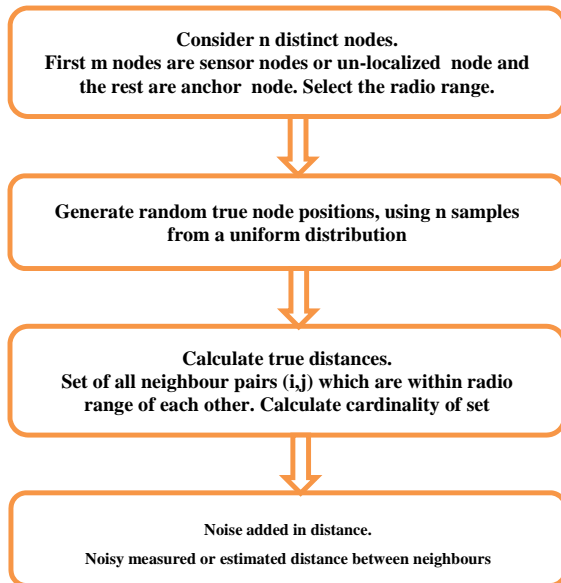 Consider n distinct nodes.
First m nodes are sensor nodes or un-localized node and
the rest are anchor node. Select the radio range.
Generate random true node positions, using n samples
from a uniform distribution
Calculate true distances.
Set of all neighbour pairs (i,j) which are within radio
range of each other. Calculate cardinality of set
Noise added in distance.
Noisy measured or estimated distance between neighbours